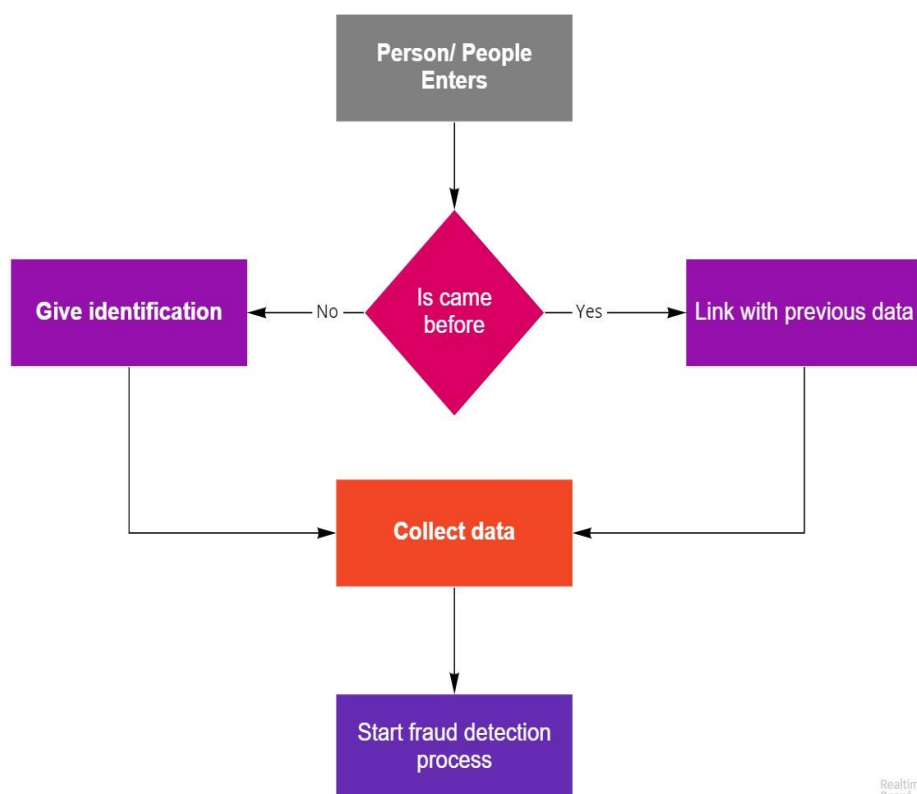 Person/ People
Enters
Is came
before
Give identification
No
Yes
Link with previous data
Collect data
Start fraud detection
process